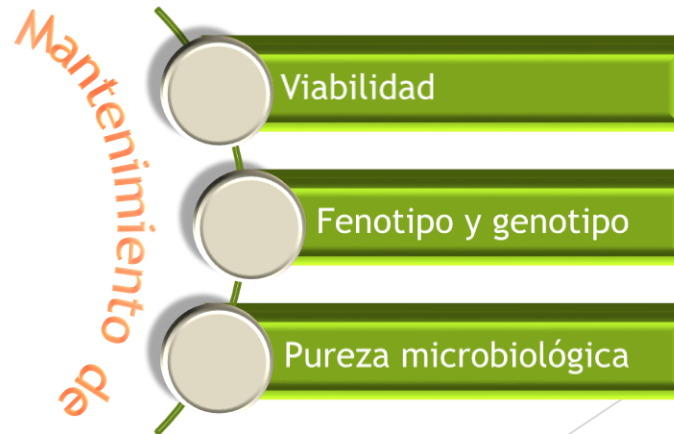 Mantenimiento de
Viabilidad
Fenotipo y genotipo
Pureza microbiológica